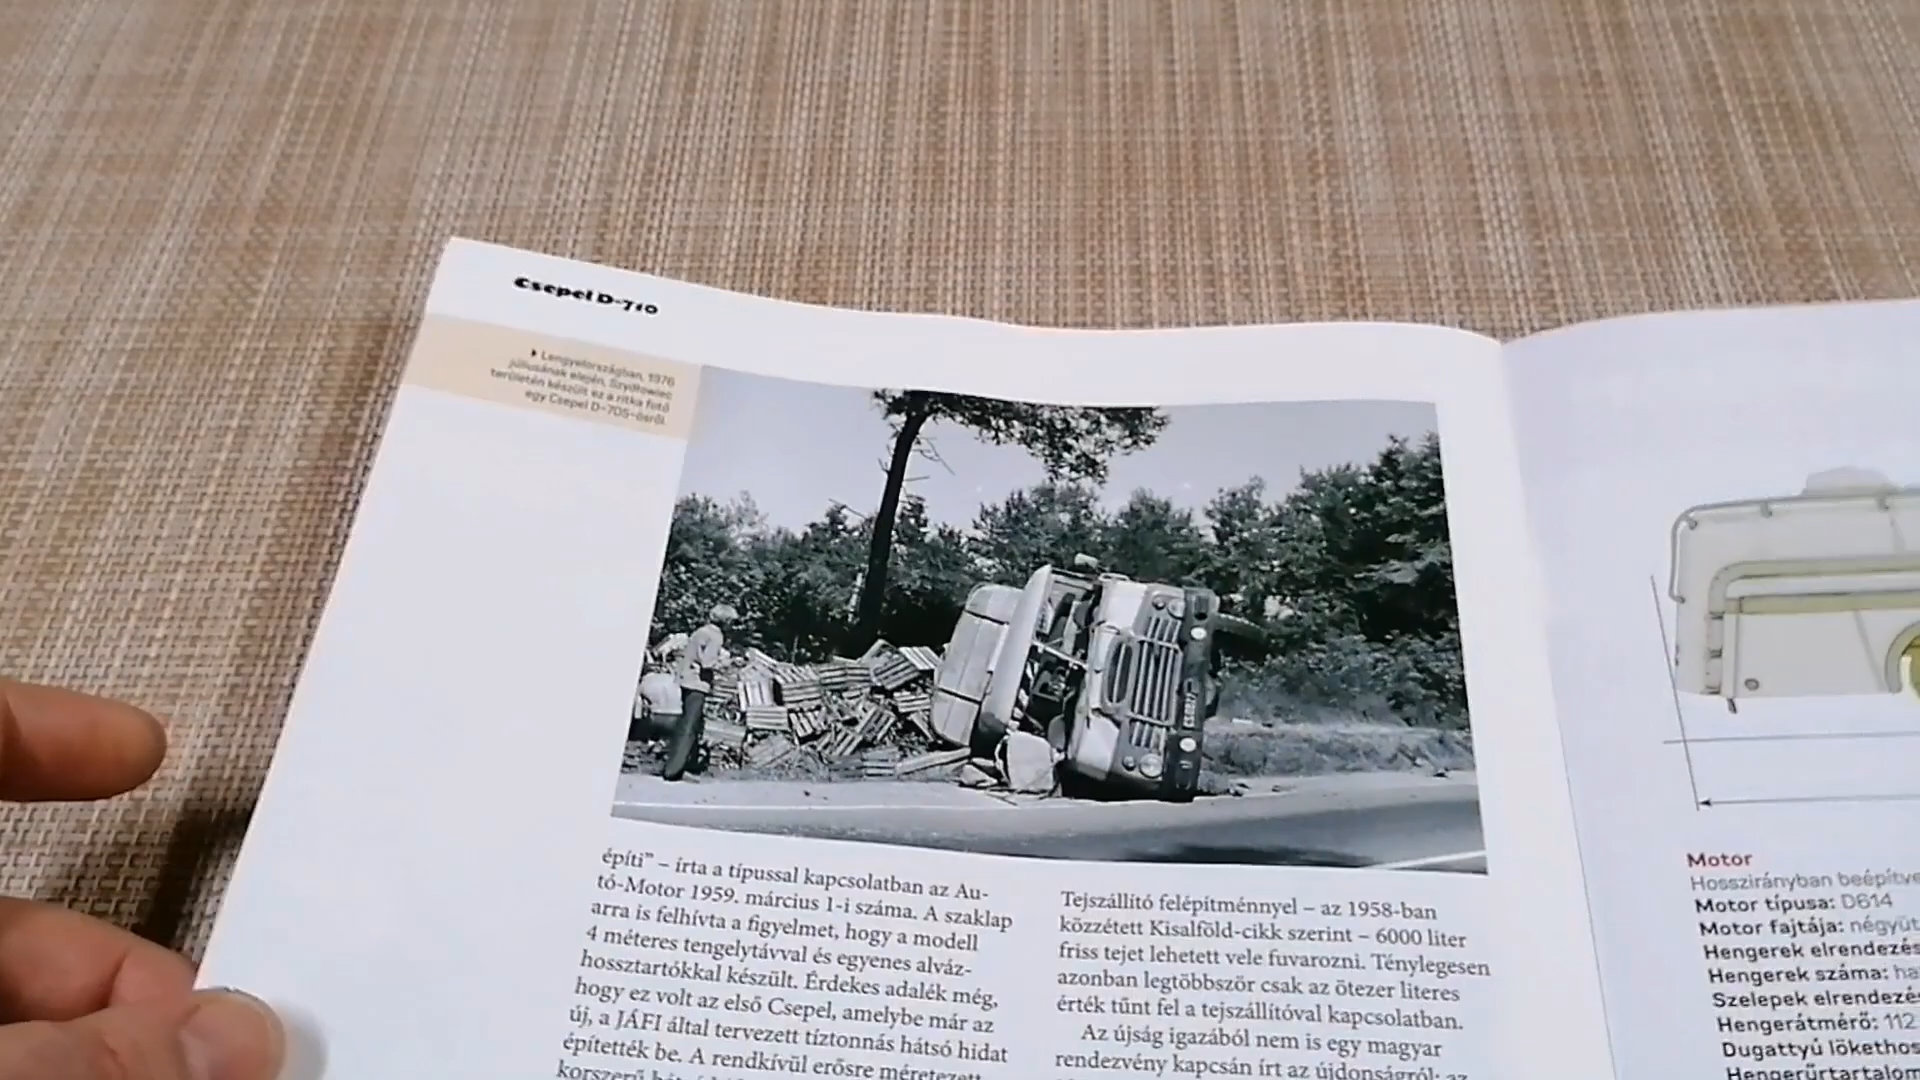 Csepel D-710
Lengyelországban, 1976
júliusának elején, Szydłowiec
területén készült ez a ritka fotó
egy Csepel D-705-ösről.
építi” – írta a típussal kapcsolatban az Au-
tó-Motor 1959. március 1-i száma. A szaklap
arra is felhívta a figyelmet, hogy a modell
4 méteres tengelytávval és egyenes alváz-
hossztartókkal készült. Érdekes adalék még,
hogy ez volt az első Csepel, amelybe már az
új, a JÁFI által tervezett tíztonnás hátsó hidat
építették be. A rendkívül erősre méretezett,
korszerű
Tejszállító felépítménnyel – az 1958-ban
közzétett Kisalföld-cikk szerint – 6000 liter
friss tejet lehetett vele fuvarozni. Ténylegesen
azonban legtöbbször csak az ötezer literes
érték tűnt fel a tejszállítóval kapcsolatban.
Az újság igazából nem is egy magyar
rendezvény kapcsán írt az újdonságról: az
Motor
Hosszirányban beépítve
Motor típusa: D614
Motor fajtája: négyüt
Hengerek elrendezés
Hengerek száma: ha
Szelepek elrendezés
Hengerátmérő: 112
Dugattyú lökethos
Hengerűrtartalom